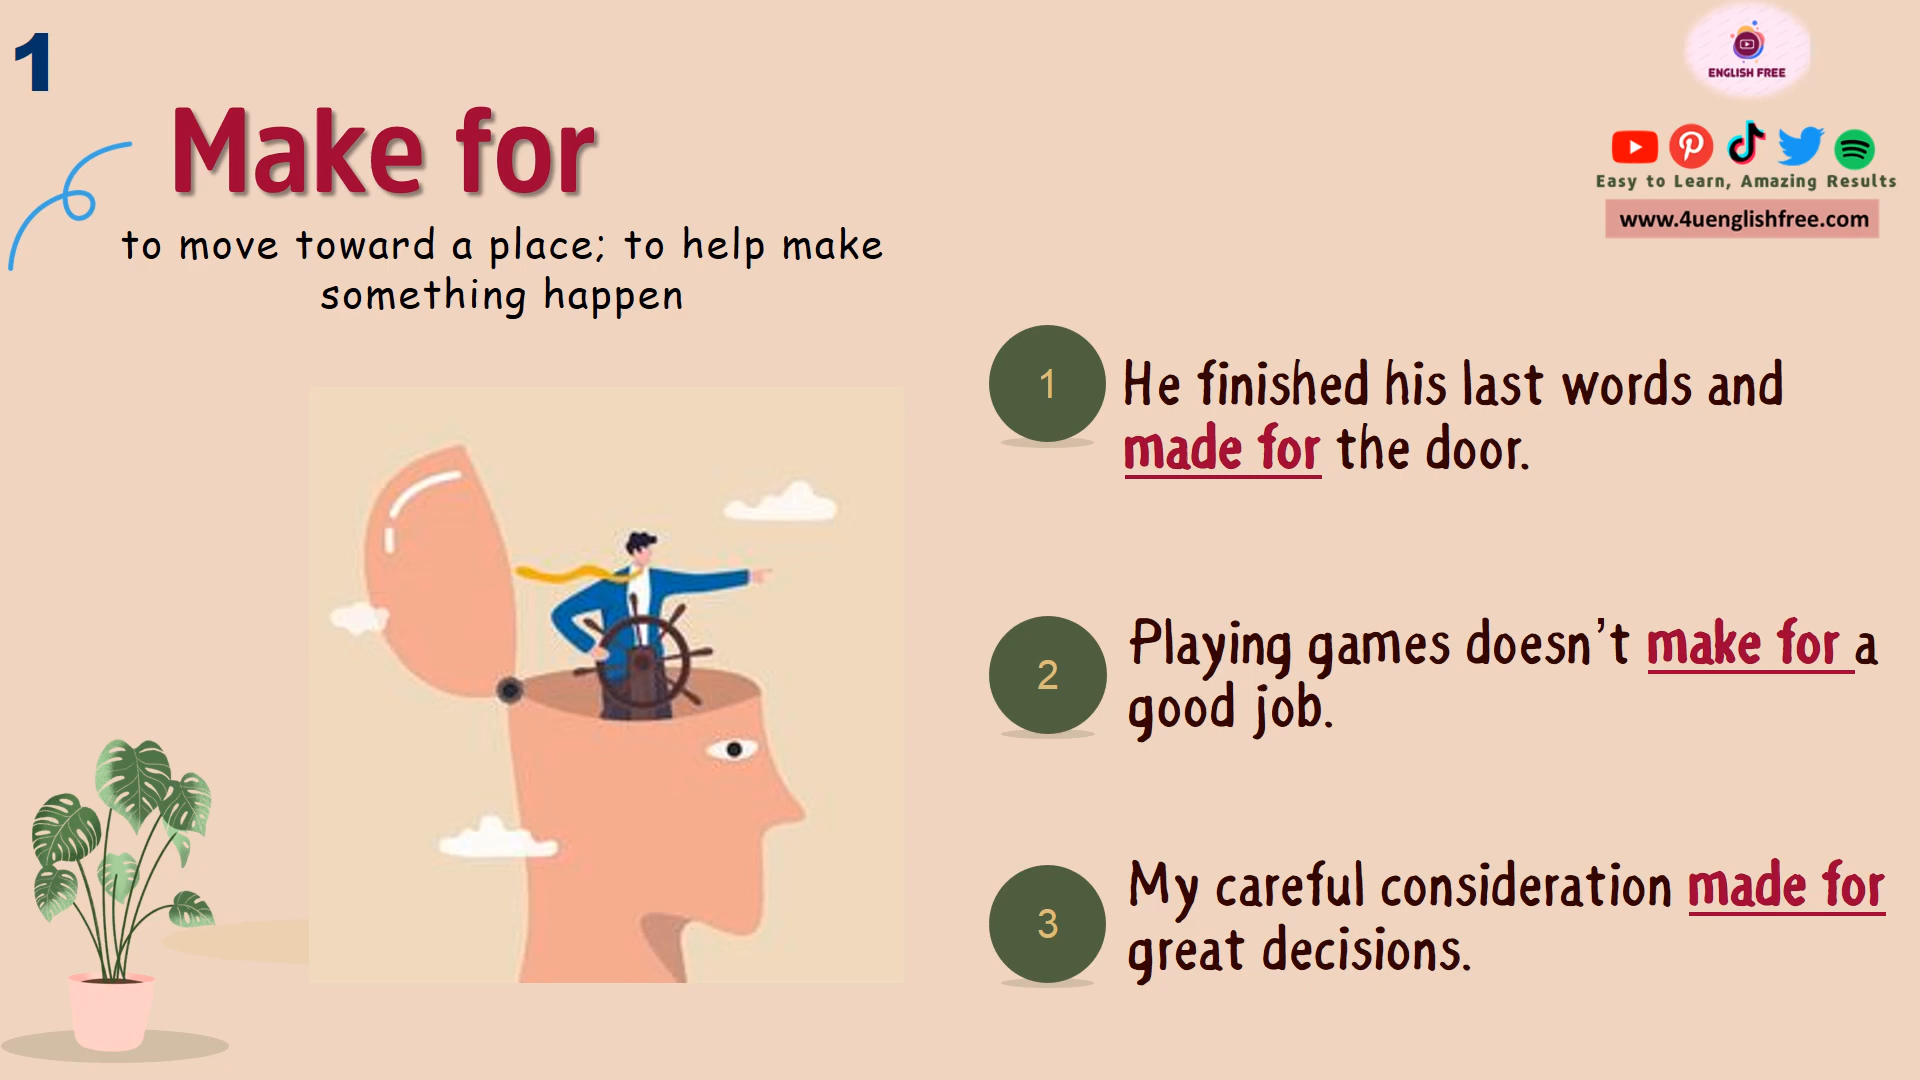 1
Make for
to move toward a place; to help make
something happen
ENGLISH FREE
Easy to Learn, Amazing Results
www.4uenglishfree.com
1
He finished his last words and
made for the door.
2
Playing games doesn't make for a
good job.
3
My careful consideration made for
great decisions.